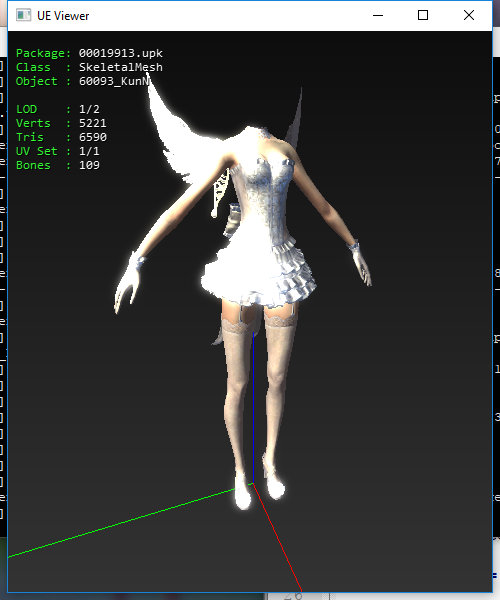 UE Viewer
Package: 00019913.upk
Class : SkeletalMesh
Object : 60093_KunN
LOD : 1/2
Verts : 5221
Tris : 6590
UV Set : 1/1
Bones : 109